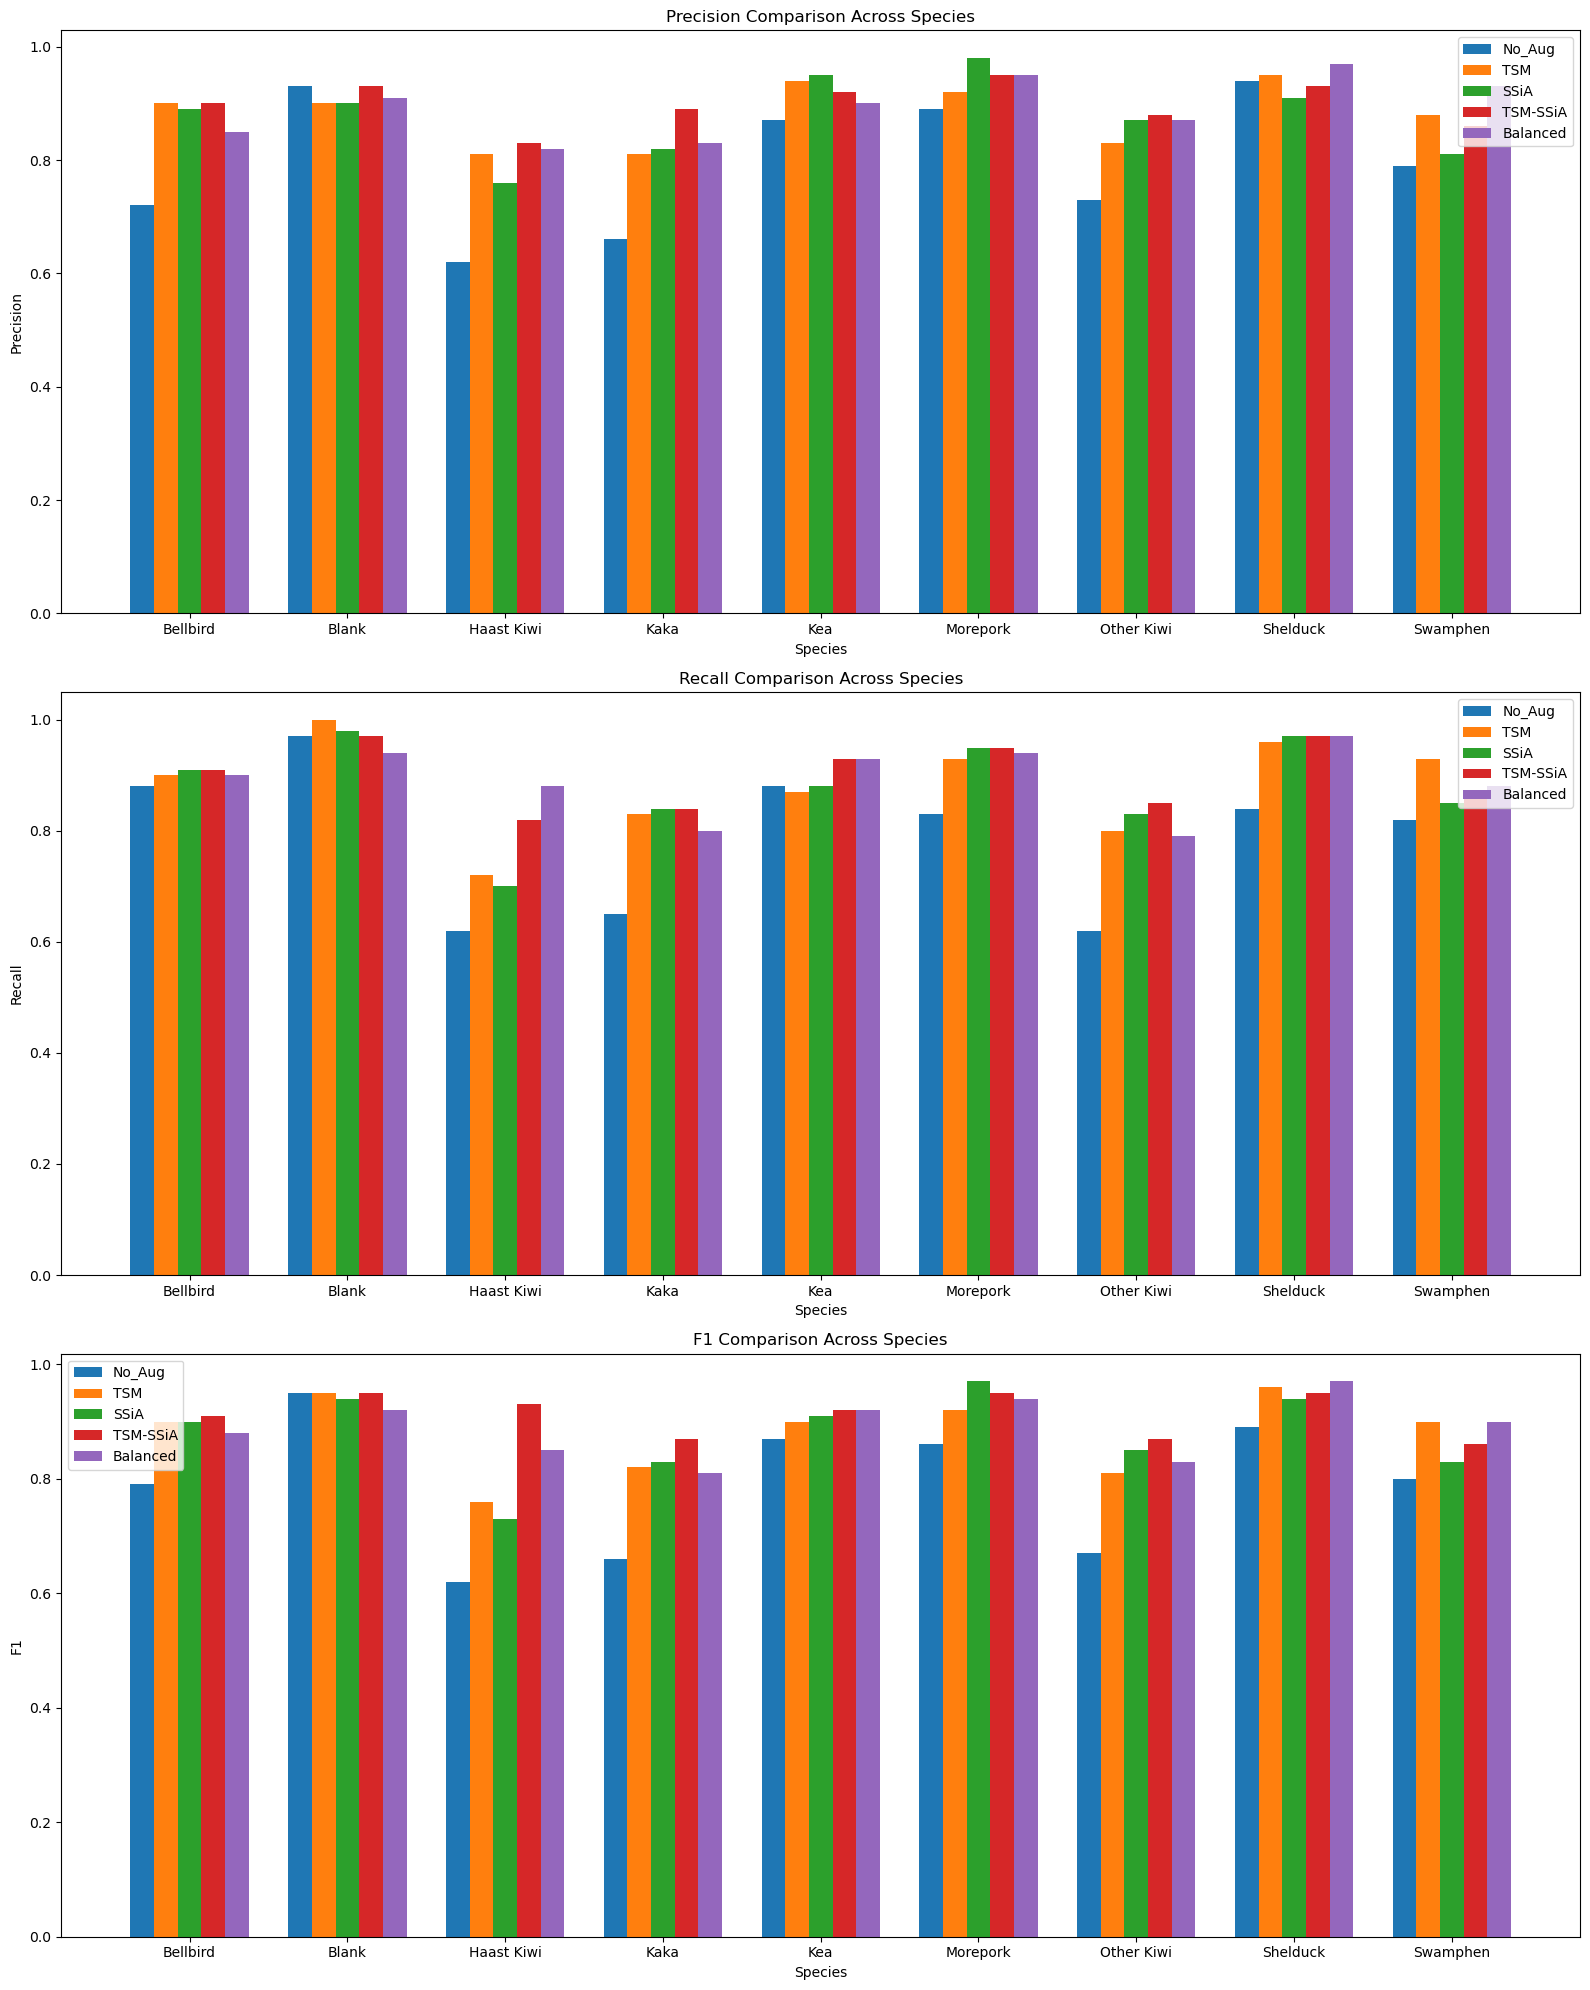 Precision Comparison Across Species
1.0
0.8
0.6
0.4
0.2
0.0
Precision
No_Aug
TSM
SSiA
TSM-SSiA
Balanced
Bellbird Blank Haast Kiwi Kaka Kea Morepork Other Kiwi Shelduck Swamphen
Species
Recall Comparison Across Species
1.0
0.8
0.6
0.4
0.2
0.0
Recall
No_Aug
TSM
SSiA
TSM-SSiA
Balanced
Bellbird Blank Haast Kiwi Kaka Kea Morepork Other Kiwi Shelduck Swamphen
Species
F1 Comparison Across Species
1.0
0.8
0.6
0.4
0.2
0.0
F1
No_Aug
TSM
SSiA
TSM-SSiA
Balanced
Bellbird Blank Haast Kiwi Kaka Kea Morepork Other Kiwi Shelduck Swamphen
Species